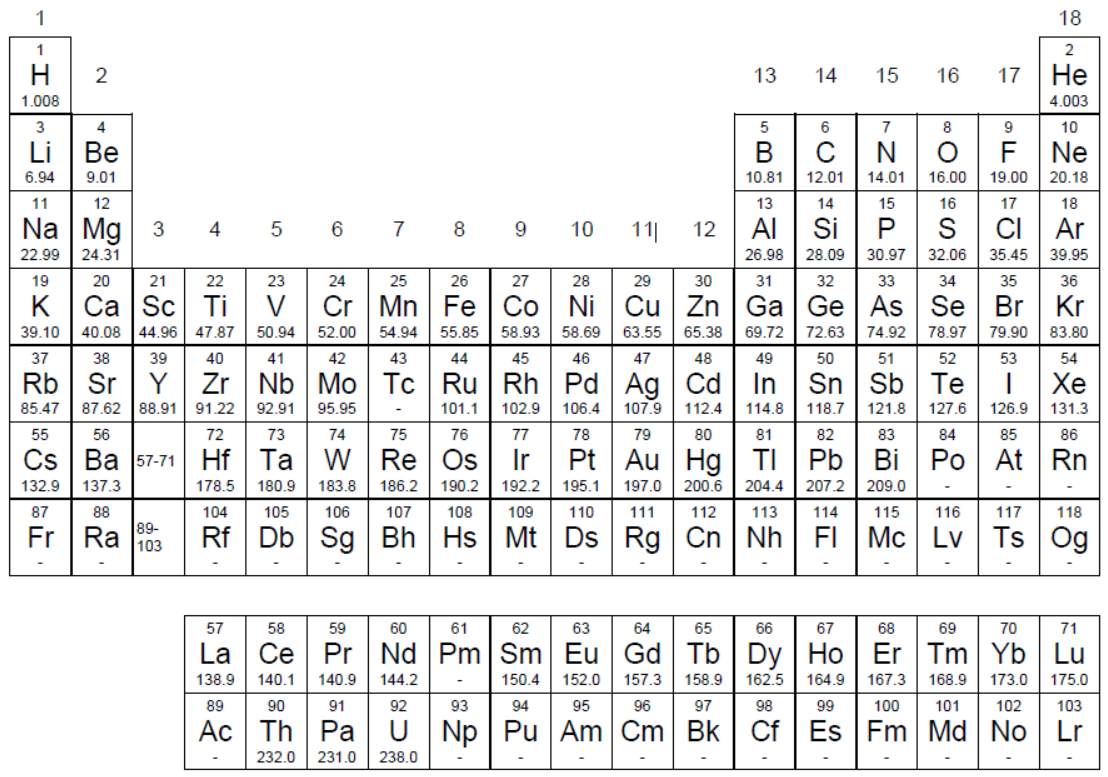 1 18
1 2
H 2 13 14 15 16 17 He
1.008 4.003
3 4 5 6 7 8 9 10
Li Be B C N O F Ne
6.94 9.01 10.81 12.01 14.01 16.00 19.00 20.18
11 12 13 14 15 16 17 18
Na Mg 3 4 5 6 7 8 9 10 11 12 Al Si P S Cl Ar
22.99 24.31 26.98 28.09 30.97 32.06 35.45 39.95
19 20 21 22 23 24 25 26 27 28 29 30 31 32 33 34 35 36
K Ca Sc Ti V Cr Mn Fe Co Ni Cu Zn Ga Ge As Se Br Kr
39.10 40.08 44.96 47.87 50.94 52.00 54.94 55.85 58.93 58.69 63.55 65.38 69.72 72.63 74.92 78.97 79.90 83.80
37 38 39 40 41 42 43 44 45 46 47 48 49 50 51 52 53 54
Rb Sr Y Zr Nb Mo Tc Ru Rh Pd Ag Cd In Sn Sb Te I Xe
85.47 87.62 88.91 91.22 92.91 95.95 - 101.1 102.9 106.4 107.9 112.4 114.8 118.7 121.8 127.6 126.9 131.3
55 56 72 73 74 75 76 77 78 79 80 81 82 83 84 85 86
Cs Ba 57-71 Hf Ta W Re Os Ir Pt Au Hg Tl Pb Bi Po At Rn
132.9 137.3 178.5 180.9 183.8 186.2 190.2 192.2 195.1 197.0 200.6 204.4 207.2 209.0 - - -
87 88 104 105 106 107 108 109 110 111 112 113 114 115 116 117 118
Fr Ra 89-103 Rf Db Sg Bh Hs Mt Ds Rg Cn Nh Fl Mc Lv Ts Og
- - - - - - - - - - - - - - - - -
57 58 59 60 61 62 63 64 65 66 67 68 69 70 71
La Ce Pr Nd Pm Sm Eu Gd Tb Dy Ho Er Tm Yb Lu
138.9 140.1 140.9 144.2 - 150.4 152.0 157.3 158.9 162.5 164.9 167.3 168.9 173.0 175.0
89 90 91 92 93 94 95 96 97 98 99 100 101 102 103
Ac Th Pa U Np Pu Am Cm Bk Cf Es Fm Md No Lr
- 232.0 231.0 238.0 - - - - - - - - - - -